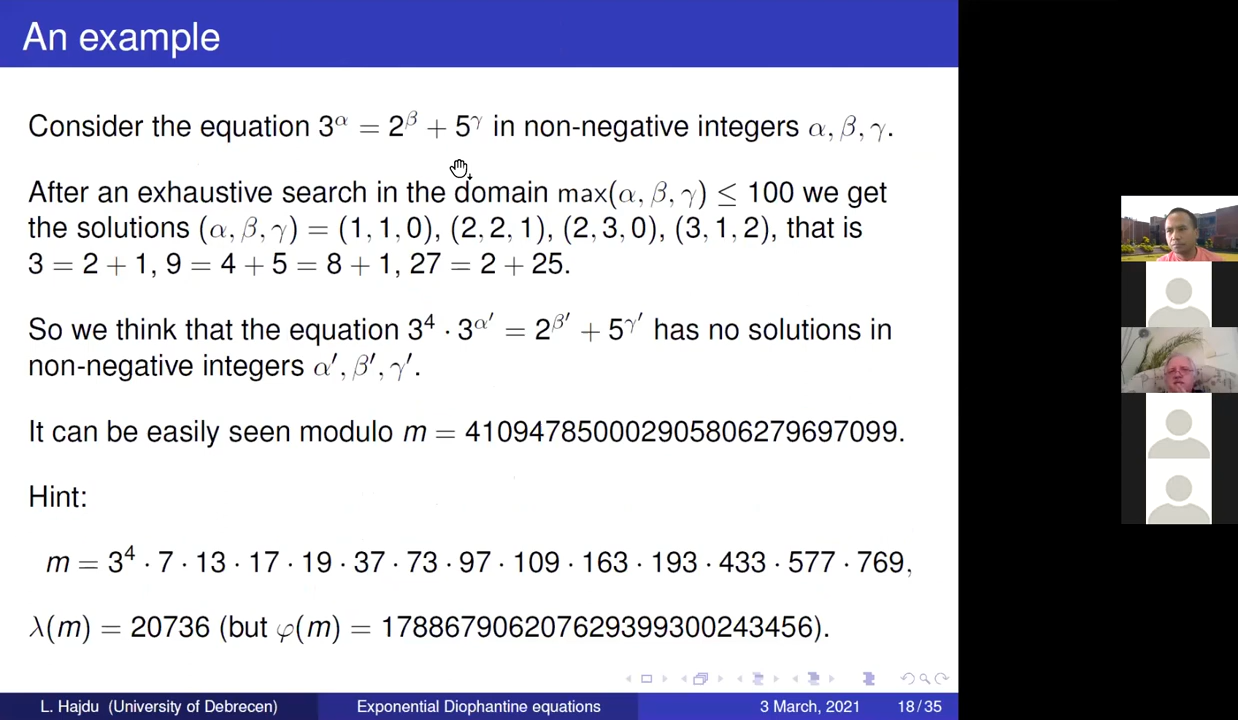 An example
Consider the equation 3^α = 2^β + 5^γ in non-negative integers α, β, γ.
After an exhaustive search in the domain max(α, β, γ) ≤ 100 we get
the solutions (α, β, γ) = (1, 1, 0), (2, 2, 1), (2, 3, 0), (3, 1, 2), that is
3 = 2 + 1, 9 = 4 + 5 = 8 + 1, 27 = 2 + 25.
So we think that the equation 3^4 · 3^α′ = 2^β′ + 5^γ′ has no solutions in
non-negative integers α′, β′, γ′.
It can be easily seen modulo m = 410947850002905806279697099.
Hint:
m = 3^4 · 7 · 13 · 17 · 19 · 37 · 73 · 97 · 109 · 163 · 193 · 433 · 577 · 769,
λ(m) = 20736 (but φ(m) = 178867906207629399300243456).
L. Hajdu (University of Debrecen) Exponential Diophantine equations 3 March, 2021 18 / 35